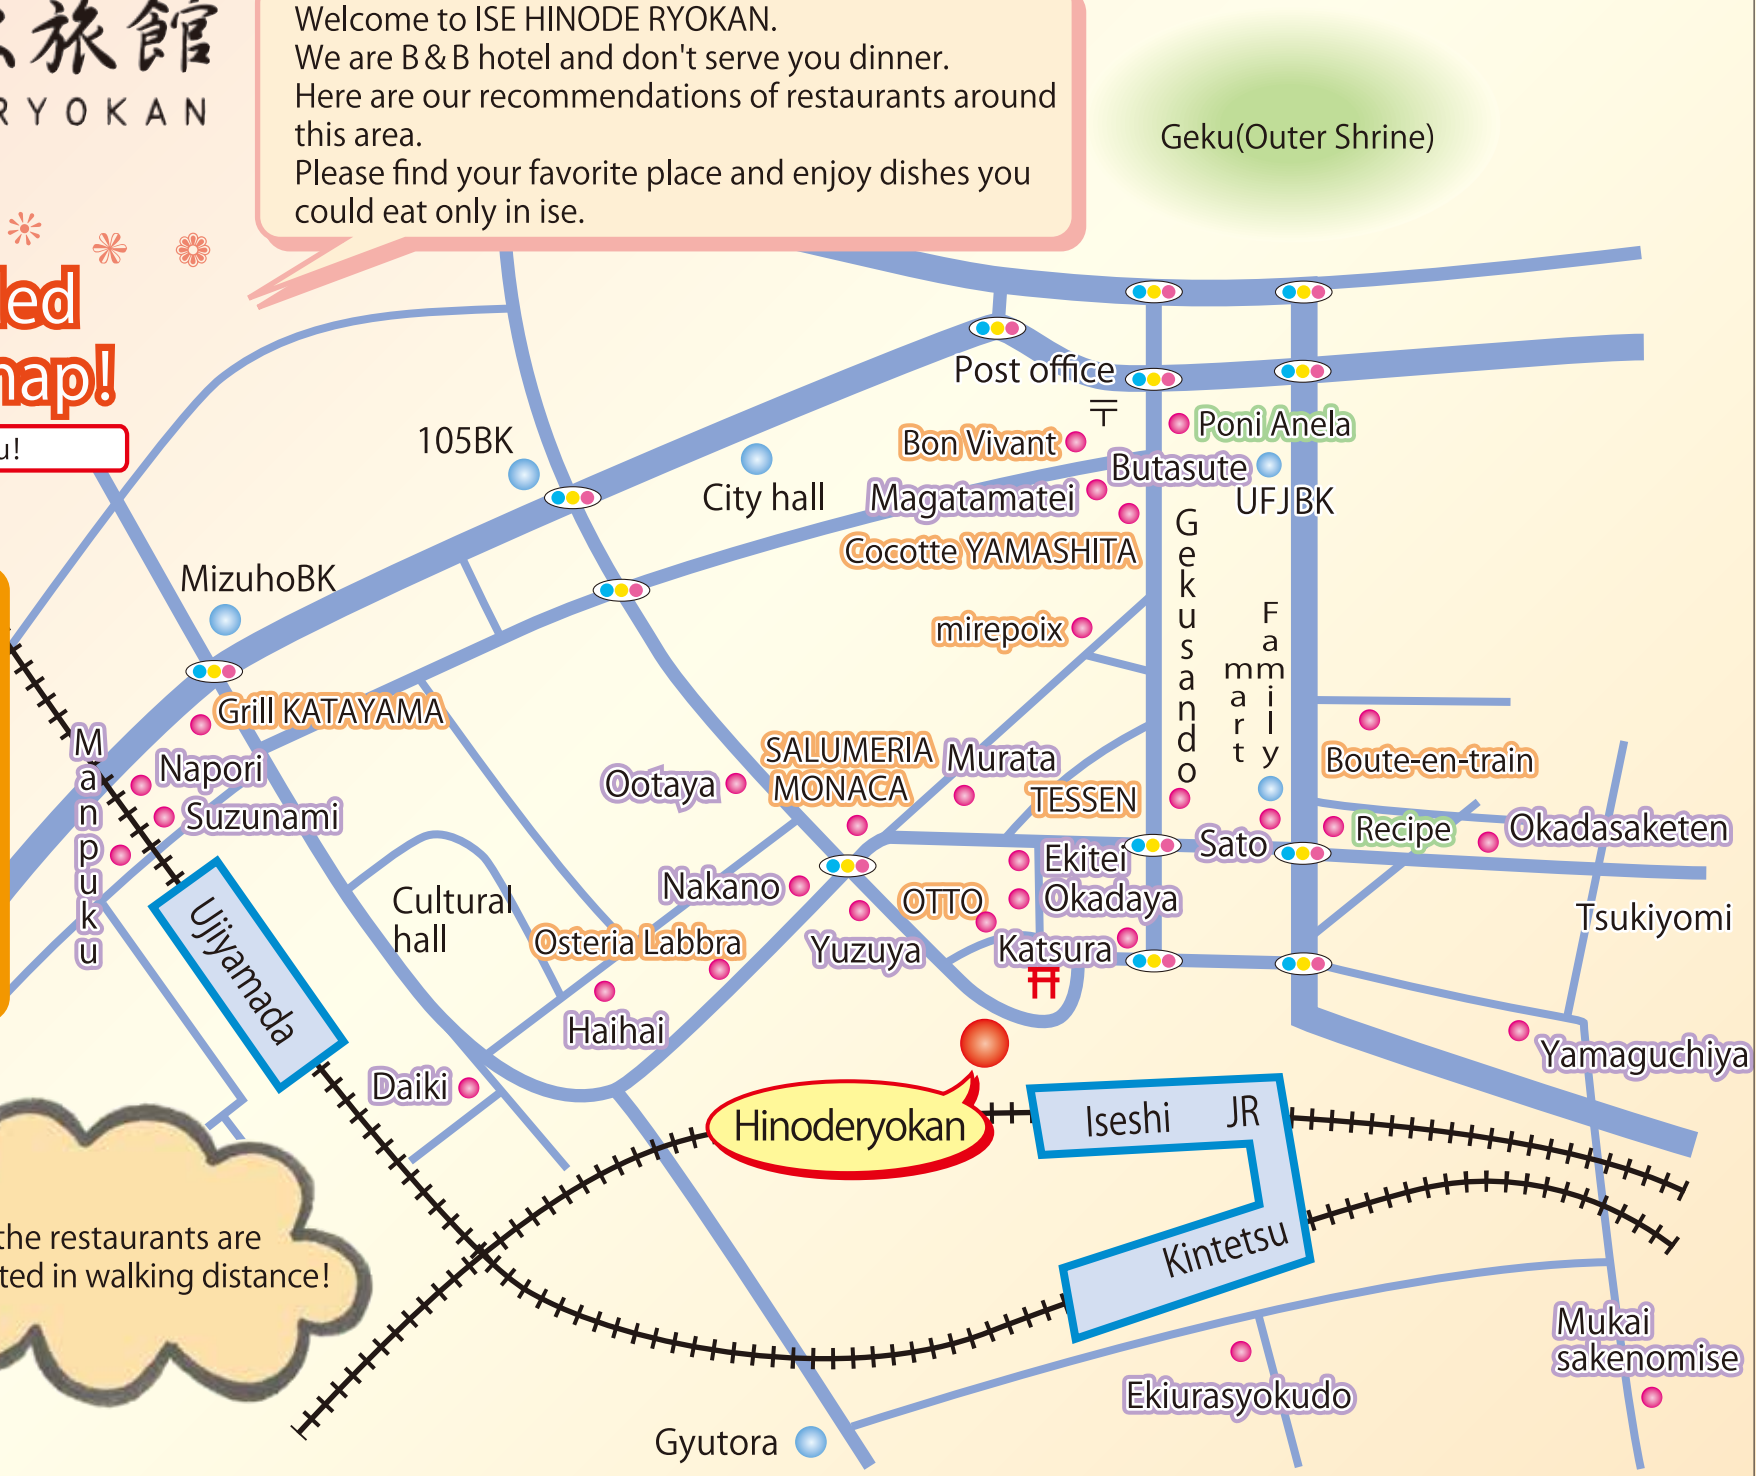 旅館
RYOKAN
Welcome to ISE HINODE RYOKAN.
We are B&B hotel and don't serve you dinner.
Here are our recommendations of restaurants around
this area.
Please find your favorite place and enjoy dishes you
could eat only in ise.
Geku(Outer Shrine)
led
map!
u!
Post office
〒
Poni Anela
Bon Vivant
105BK
Butasute
City hall
Magatamatei
UFJBK
Cocotte YAMASHITA
Gekusando
MizuhoBK
Family
mart
mirepoix
Grill KATAYAMA
Manpuku
Napori
Suzunami
SALUMERIA
MONACA
Murata
Ootaya
TESSEN
Boute-en-train
Sato
Recipe
Okadasaketen
Ekitei
Nakano
OTTO
Okadaya
Cultural
hall
Osteria Labbra
Yuzuya
Katsura
Tsukiyomi
Ujiyamada
Haihai
Yamaguchiya
Daiki
Hinoderyokan
Iseshi JR
Kintetsu
the restaurants are
ted in walking distance!
Mukai
sakenomise
Ekiurasyokudo
Gyutora